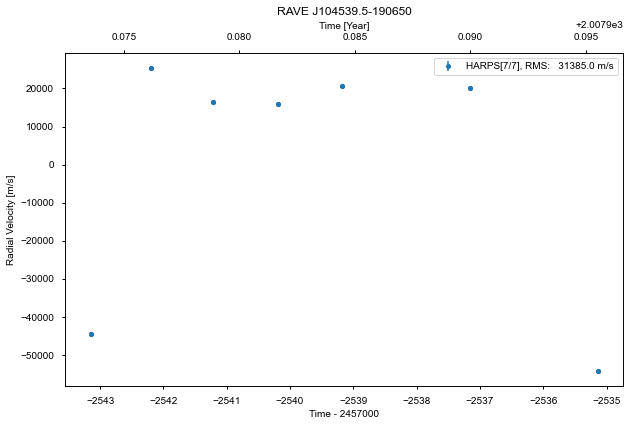 RAVE J104539.5-190650
Time [Year]
+2.0079e3
0.075 0.080 0.085 0.090 0.095
HARPS[7/7], RMS: 31385.0 m/s
20000
10000
0
−10000
−20000
−30000
−40000
−50000
Radial Velocity [m/s]
−2543 −2542 −2541 −2540 −2539 −2538 −2537 −2536 −2535
Time - 2457000